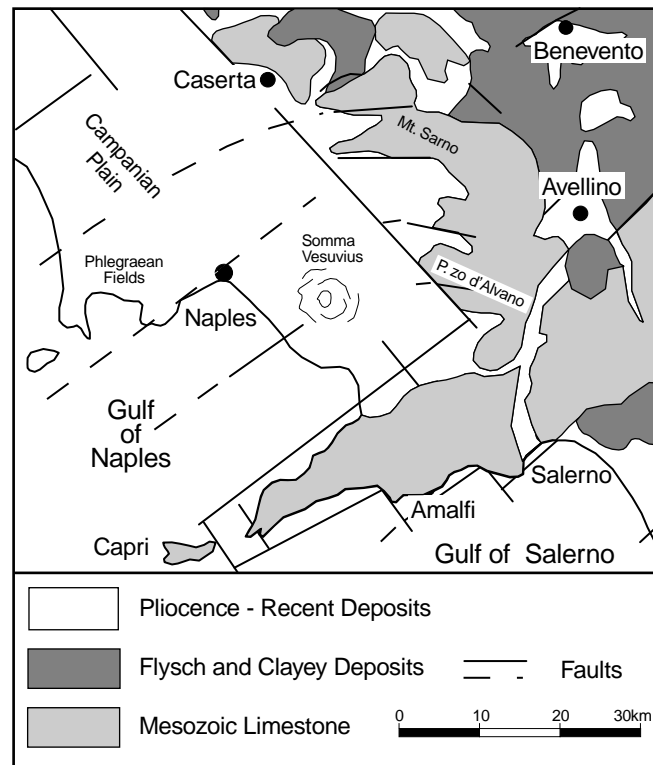 Benevento
Caserta
Mt. Sarno
Campanian
Plain
Avellino
Somma
Vesuvius
Phlegraean
Fields
P. zo d'Alvano
Naples
Gulf
of
Naples
Salerno
Amalfi
Capri
Gulf of Salerno
Pliocence - Recent Deposits
Flysch and Clayey Deposits
Faults
Mesozoic Limestone
0 10 20 30km